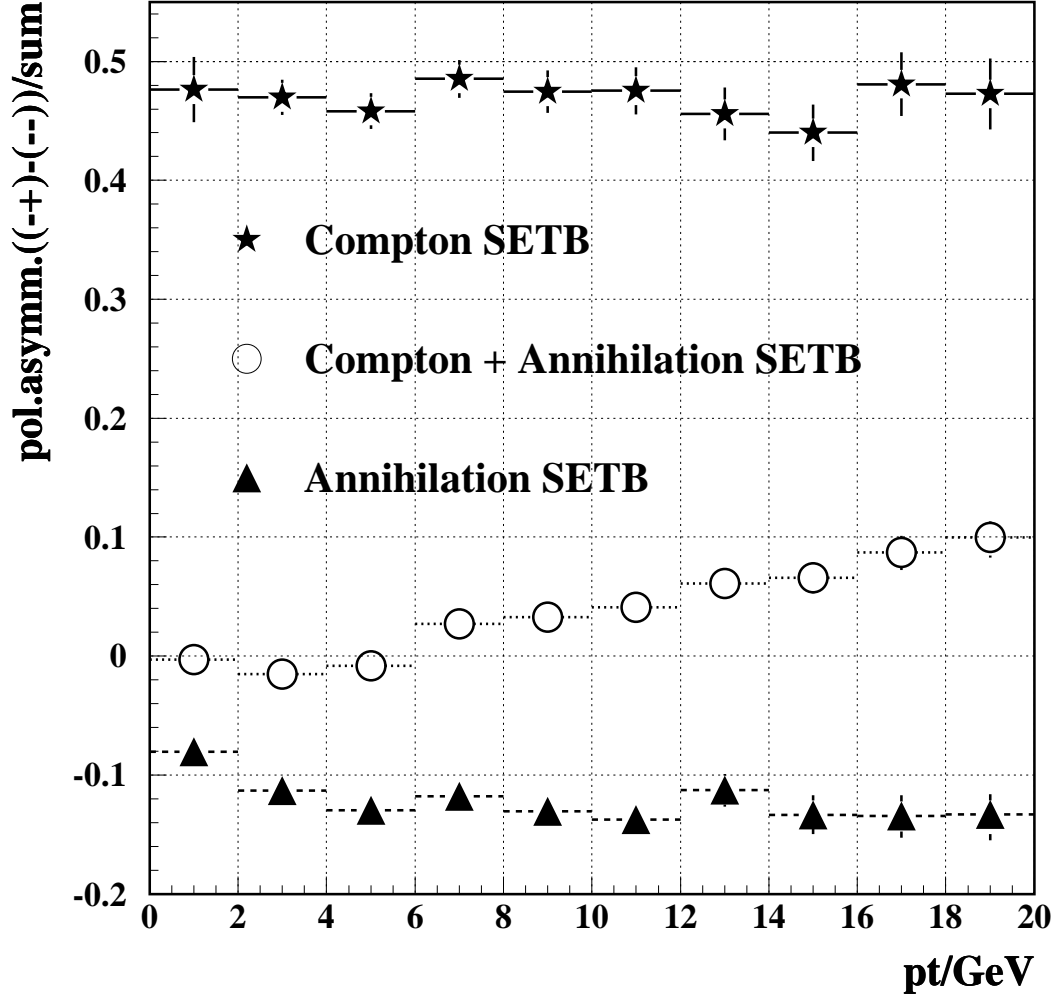 pol.asymm.((-+)-(--))/sum
0.5
0.4
0.3
0.2
0.1
0
-0.1
-0.2
Compton SETB
Compton + Annihilation SETB
Annihilation SETB
0 2 4 6 8 10 12 14 16 18 20
pt/GeV